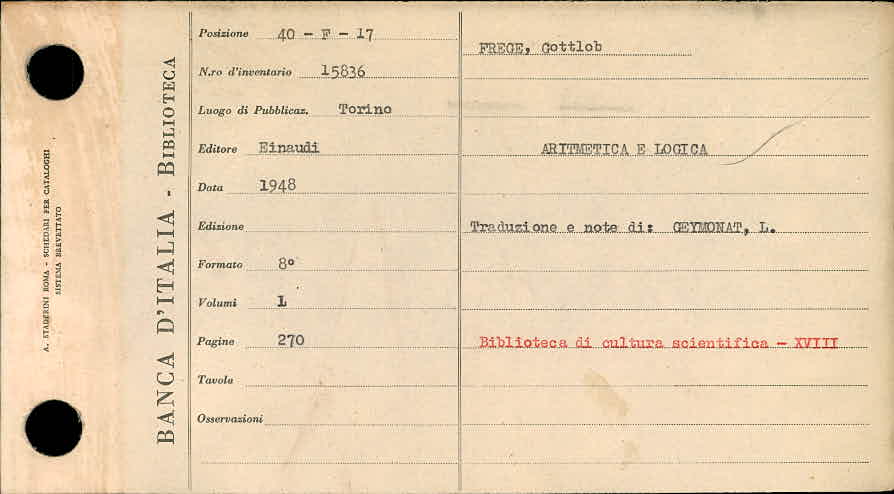 A. STADERINI ROMA - SCHEDARI PER CATALOGHI
SISTEMA BREVETTATO
BANCA D'ITALIA - BIBLIOTECA
Posizione 40 - F - 17
N.ro d'inventario 15836
Luogo di Pubblicaz. Torino
Editore Einaudi
Data 1948
Edizione
Formato 8º
Volumi 1
Pagine 270
Tavole
Osservazioni
FREGE, Gottlob
ARITMETICA E LOGICA
Traduzione e note di: GEYMONAT, L.
Biblioteca di cultura scientifica - XVIII